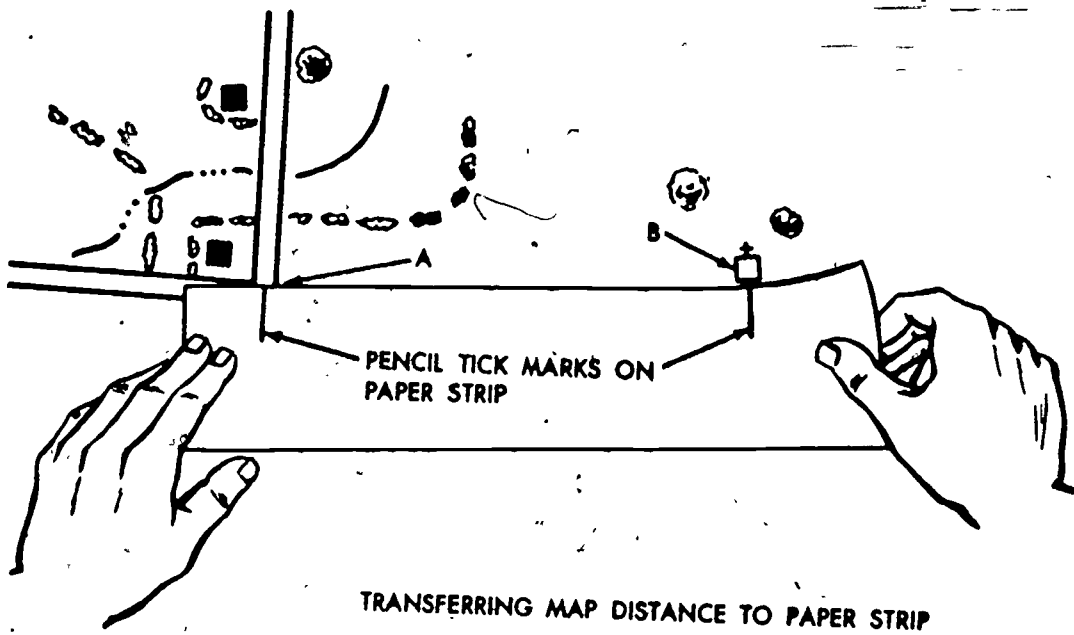 A
B
PENCIL TICK MARKS ON
PAPER STRIP
TRANSFERRING MAP DISTANCE TO PAPER STRIP